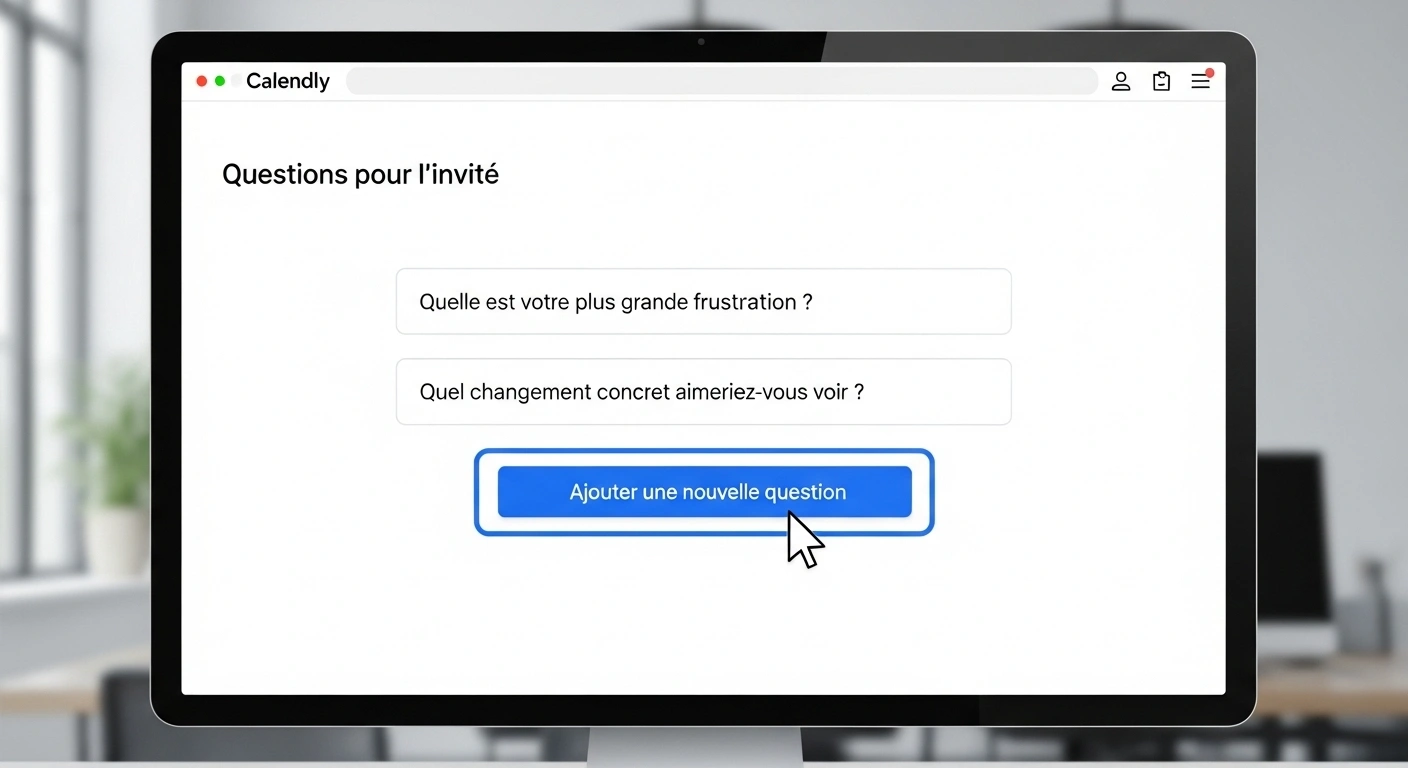 Calendly
Questions pour l'invité
Quelle est votre plus grande frustration ?
Quel changement concret aimeriez-vous voir ?
Ajouter une nouvelle question